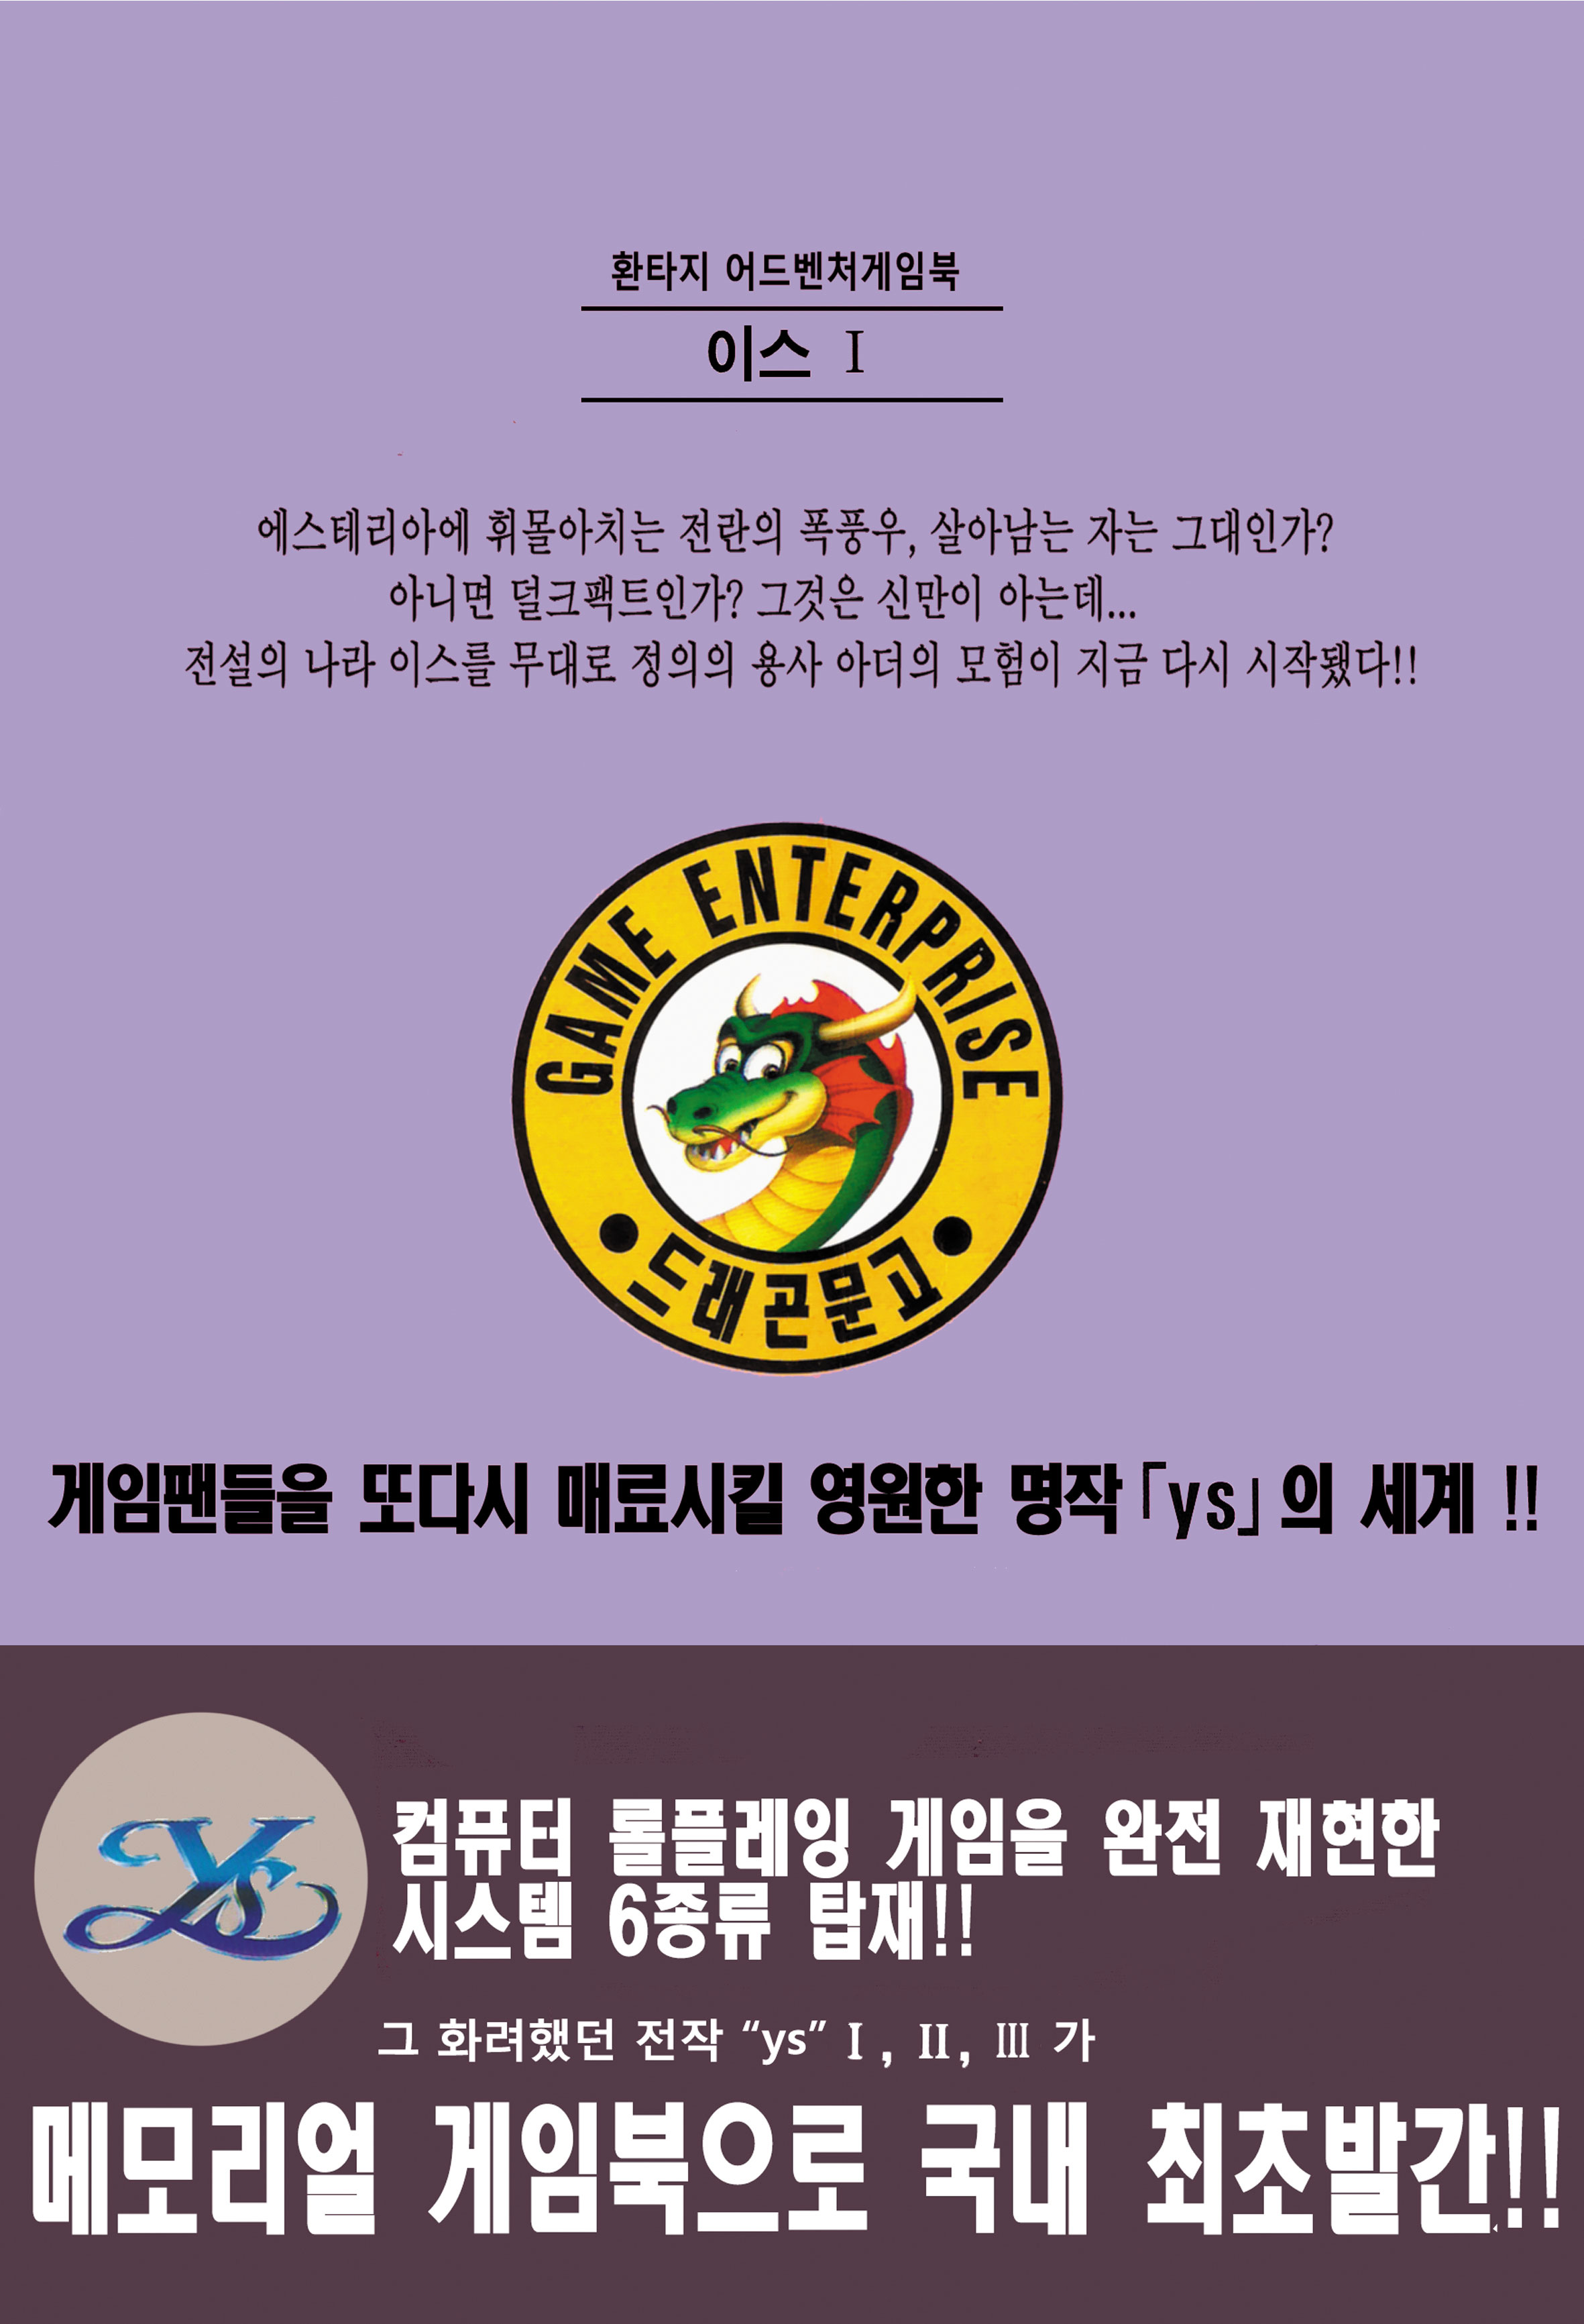 환타지 어드벤처게임북
이스 Ⅰ
에스테리아에 휘몰아치는 전란의 폭풍우, 살아남는 자는 그대인가?
아니면 덜크팩트인가? 그것은 신만이 아는데...
전설의 나라 이스를 무대로 정의의 용사 아더의 모험이 지금 다시 시작됐다!!
GAME ENTERPRISE
드래곤문고
게임팬들을 또다시 매료시킬 영원한 명작「ys」의 세계 !!
Ys
컴퓨터 롤플레잉 게임을 완전 재현한
시스템 6종류 탑재!!
그 화려했던 전작 “ys” Ⅰ, Ⅱ, Ⅲ 가
메모리얼 게임북으로 국내 최초발간!!